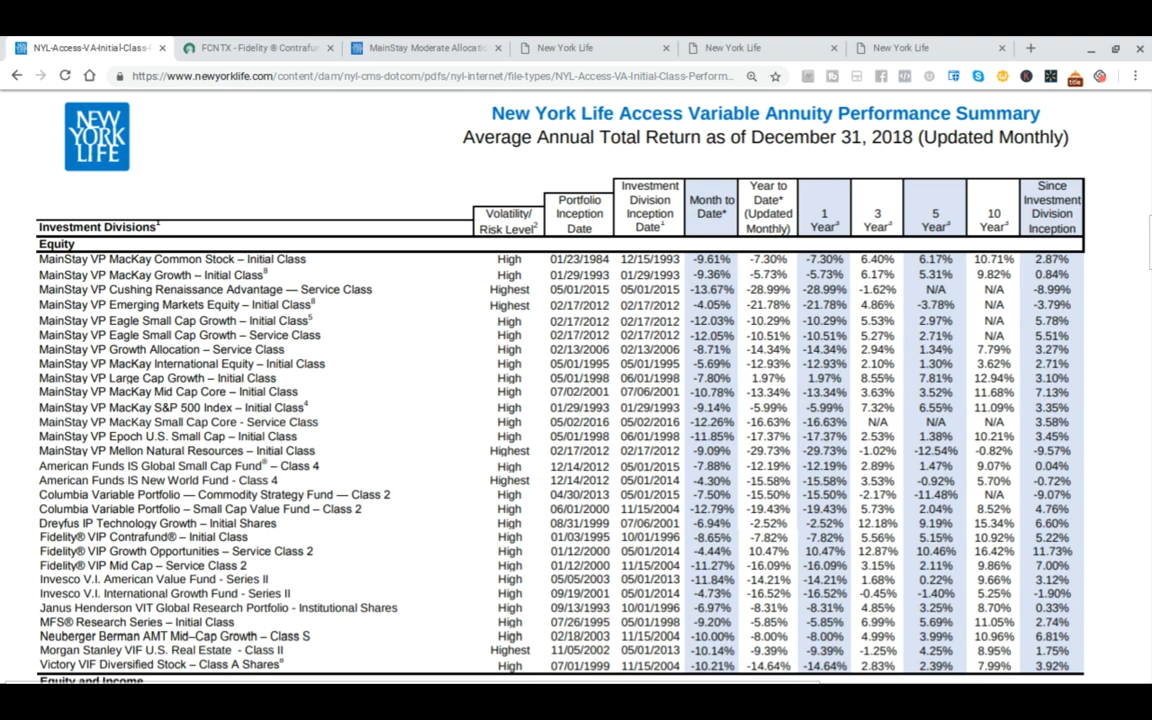 NYL-Access-VA-Initial-Class-
FCNTX - Fidelity ® Contrafun
MainStay Moderate Allocatio
New York Life
New York Life
New York Life
https://www.newyorklife.com/content/dam/nyl-cms-dotcom/pdfs/nyl-internet/file-types/NYL-Access-VA-Initial-Class-Perform...
NEW YORK LIFE
New York Life Access Variable Annuity Performance Summary
Average Annual Total Return as of December 31, 2018 (Updated Monthly)
Investment Divisions1 Volatility/ Risk Level2 Portfolio Inception Date Investment Division Inception Date1 Month to Date* Year to Date* (Updated Monthly) 1 Year3 3 Year3 5 Year3 10 Year3 Since Investment Division Inception
Equity
MainStay VP MacKay Common Stock – Initial Class High 01/23/1984 12/15/1993 -9.61% -7.30% -7.30% 6.40% 6.17% 10.71% 2.87%
MainStay VP MacKay Growth – Initial Class8 High 01/29/1993 01/29/1993 -9.36% -5.73% -5.73% 6.17% 5.31% 9.82% 0.84%
MainStay VP Cushing Renaissance Advantage — Service Class Highest 05/01/2015 05/01/2015 -13.67% -28.99% -28.99% -1.62% N/A N/A -8.99%
MainStay VP Emerging Markets Equity – Initial Class8 Highest 02/17/2012 02/17/2012 -4.05% -21.78% -21.78% 4.86% -3.78% N/A -3.79%
MainStay VP Eagle Small Cap Growth – Initial Class5 High 02/17/2012 02/17/2012 -12.03% -10.29% -10.29% 5.53% 2.97% N/A 5.78%
MainStay VP Eagle Small Cap Growth – Service Class High 02/17/2012 02/17/2012 -12.05% -10.51% -10.51% 5.27% 2.71% N/A 5.51%
MainStay VP Growth Allocation – Service Class High 02/13/2006 02/13/2006 -8.71% -14.34% -14.34% 2.94% 1.34% 7.79% 3.27%
MainStay VP MacKay International Equity – Initial Class High 05/01/1995 05/01/1995 -5.69% -12.93% -12.93% 2.10% 1.30% 3.62% 2.71%
MainStay VP Large Cap Growth – Initial Class High 05/01/1998 06/01/1998 -7.80% 1.97% 1.97% 8.55% 7.81% 12.94% 3.10%
MainStay VP MacKay Mid Cap Core – Initial Class High 07/02/2001 07/06/2001 -10.78% -13.34% -13.34% 3.63% 3.52% 11.68% 7.13%
MainStay VP MacKay S&P 500 Index – Initial Class4 High 01/29/1993 01/29/1993 -9.14% -5.99% -5.99% 7.32% 6.55% 11.09% 3.35%
MainStay VP MacKay Small Cap Core - Service Class High 05/02/2016 05/02/2016 -12.26% -16.63% -16.63% N/A N/A N/A 3.58%
MainStay VP Epoch U.S. Small Cap – Initial Class High 05/01/1998 06/01/1998 -11.85% -17.37% -17.37% 2.53% 1.38% 10.21% 3.45%
MainStay VP Mellon Natural Resources – Initial Class Highest 02/17/2012 02/17/2012 -9.09% -29.73% -29.73% -1.02% -12.54% -0.82% -9.57%
American Funds IS Global Small Cap Fund® – Class 4 High 12/14/2012 05/01/2015 -7.88% -12.19% -12.19% 2.89% 1.47% 9.07% 0.04%
American Funds IS New World Fund - Class 4 Highest 12/14/2012 05/01/2014 -4.30% -15.58% -15.58% 3.53% -0.92% 5.70% -0.72%
Columbia Variable Portfolio — Commodity Strategy Fund — Class 2 High 04/30/2013 05/01/2015 -7.50% -15.50% -15.50% -2.17% -11.48% N/A -9.07%
Columbia Variable Portfolio – Small Cap Value Fund – Class 2 High 06/01/2000 11/15/2004 -12.79% -19.43% -19.43% 5.73% 2.04% 8.52% 4.76%
Dreyfus IP Technology Growth – Initial Shares High 08/31/1999 07/06/2001 -6.94% -2.52% -2.52% 12.18% 9.19% 15.34% 6.60%
Fidelity® VIP Contrafund® – Initial Class High 01/03/1995 10/01/1996 -8.65% -7.82% -7.82% 5.56% 5.15% 10.92% 5.22%
Fidelity® VIP Growth Opportunities – Service Class 2 High 01/12/2000 05/01/2014 -4.44% 10.47% 10.47% 12.87% 10.46% 16.42% 11.73%
Fidelity® VIP Mid Cap – Service Class 2 High 01/12/2000 11/15/2004 -11.27% -16.09% -16.09% 3.15% 2.11% 9.86% 7.00%
Invesco V.I. American Value Fund - Series II High 05/05/2003 05/01/2013 -11.84% -14.21% -14.21% 1.68% 0.22% 9.66% 3.12%
Invesco V.I. International Growth Fund - Series II High 09/19/2001 05/01/2014 -4.73% -16.52% -16.52% -0.45% -1.40% 5.25% -1.90%
Janus Henderson VIT Global Research Portfolio - Institutional Shares High 09/13/1993 10/01/1996 -6.97% -8.31% -8.31% 4.85% 3.25% 8.70% 0.33%
MFS® Research Series – Initial Class High 07/26/1995 05/01/1998 -9.20% -5.85% -5.85% 6.99% 5.69% 11.05% 2.74%
Neuberger Berman AMT Mid–Cap Growth – Class S High 02/18/2003 11/15/2004 -10.00% -8.00% -8.00% 4.99% 3.99% 10.96% 6.81%
Morgan Stanley VIF U.S. Real Estate - Class II Highest 11/05/2002 05/01/2013 -10.14% -9.39% -9.39% -1.25% 4.25% 8.95% 1.75%
Victory VIF Diversified Stock – Class A Shares8 High 07/01/1999 11/15/2004 -10.21% -14.64% -14.64% 2.83% 2.39% 7.99% 3.92%
Equity and Income